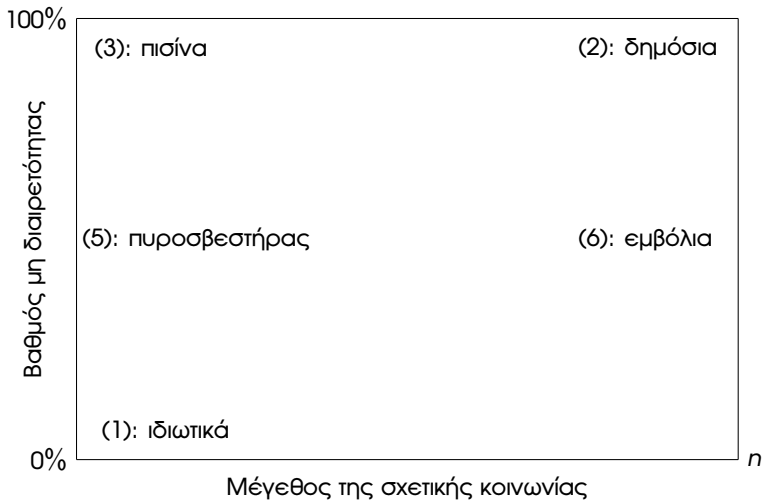 100%
(3): πισίνα (2): δημόσια
Βαθμός μη διαιρετότητας
(5): πυροσβεστήρας (6): εμβόλια
(1): ιδιωτικά
0% n
Μέγεθος της σχετικής κοινωνίας